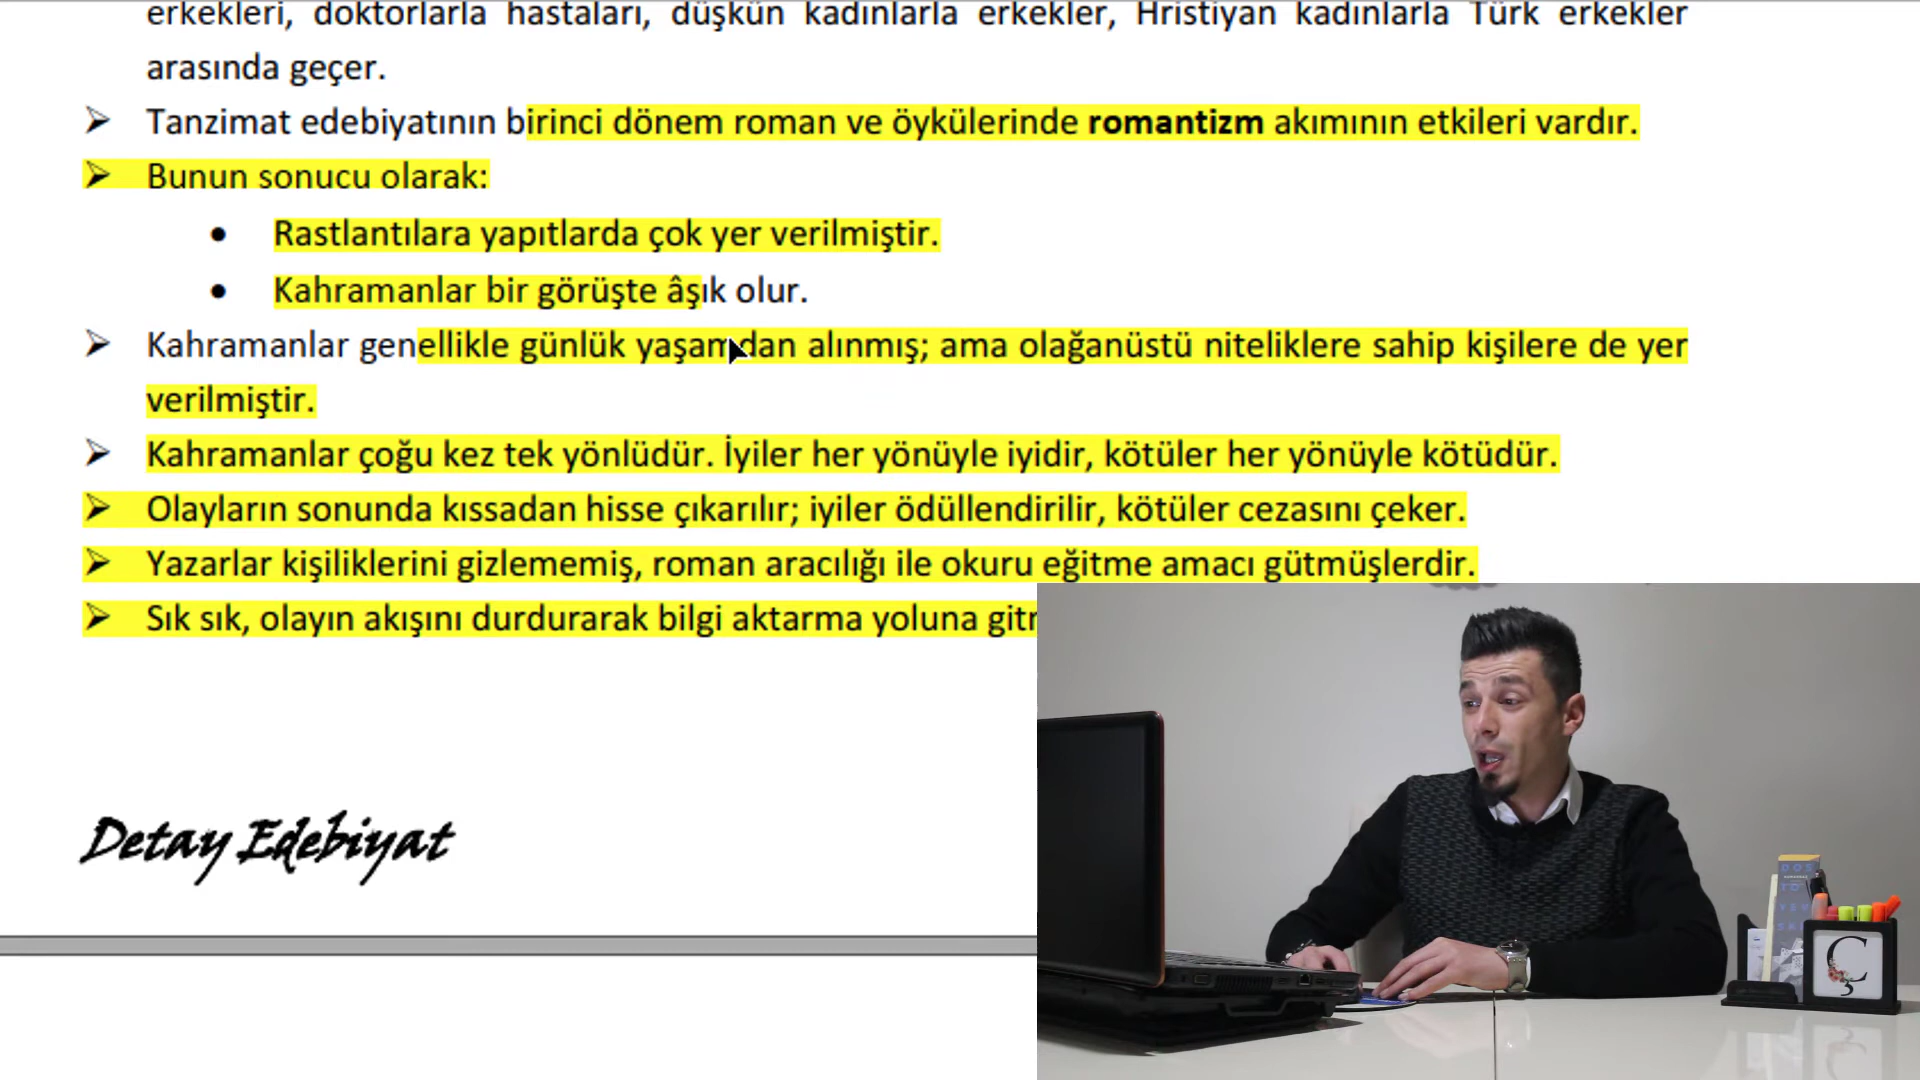 erkekleri, doktorlarla hastaları, düşkün kadınlarla erkekler, Hristiyan kadınlarla Türk erkekler
arasında geçer.
➤ Tanzimat edebiyatının birinci dönem roman ve öykülerinde romantizm akımının etkileri vardır.
➤ Bunun sonucu olarak:
• Rastlantılara yapıtlarda çok yer verilmiştir.
• Kahramanlar bir görüşte âşık olur.
➤ Kahramanlar genellikle günlük yaşamdan alınmış; ama olağanüstü niteliklere sahip kişilere de yer
verilmiştir.
➤ Kahramanlar çoğu kez tek yönlüdür. İyiler her yönüyle iyidir, kötüler her yönüyle kötüdür.
➤ Olayların sonunda kıssadan hisse çıkarılır; iyiler ödüllendirilir, kötüler cezasını çeker.
➤ Yazarlar kişiliklerini gizlememiş, roman aracılığı ile okuru eğitme amacı gütmüşlerdir.
➤ Sık sık, olayın akışını durdurarak bilgi aktarma yoluna
Detay Edebiyat
DOS
TO
YEV
Ç